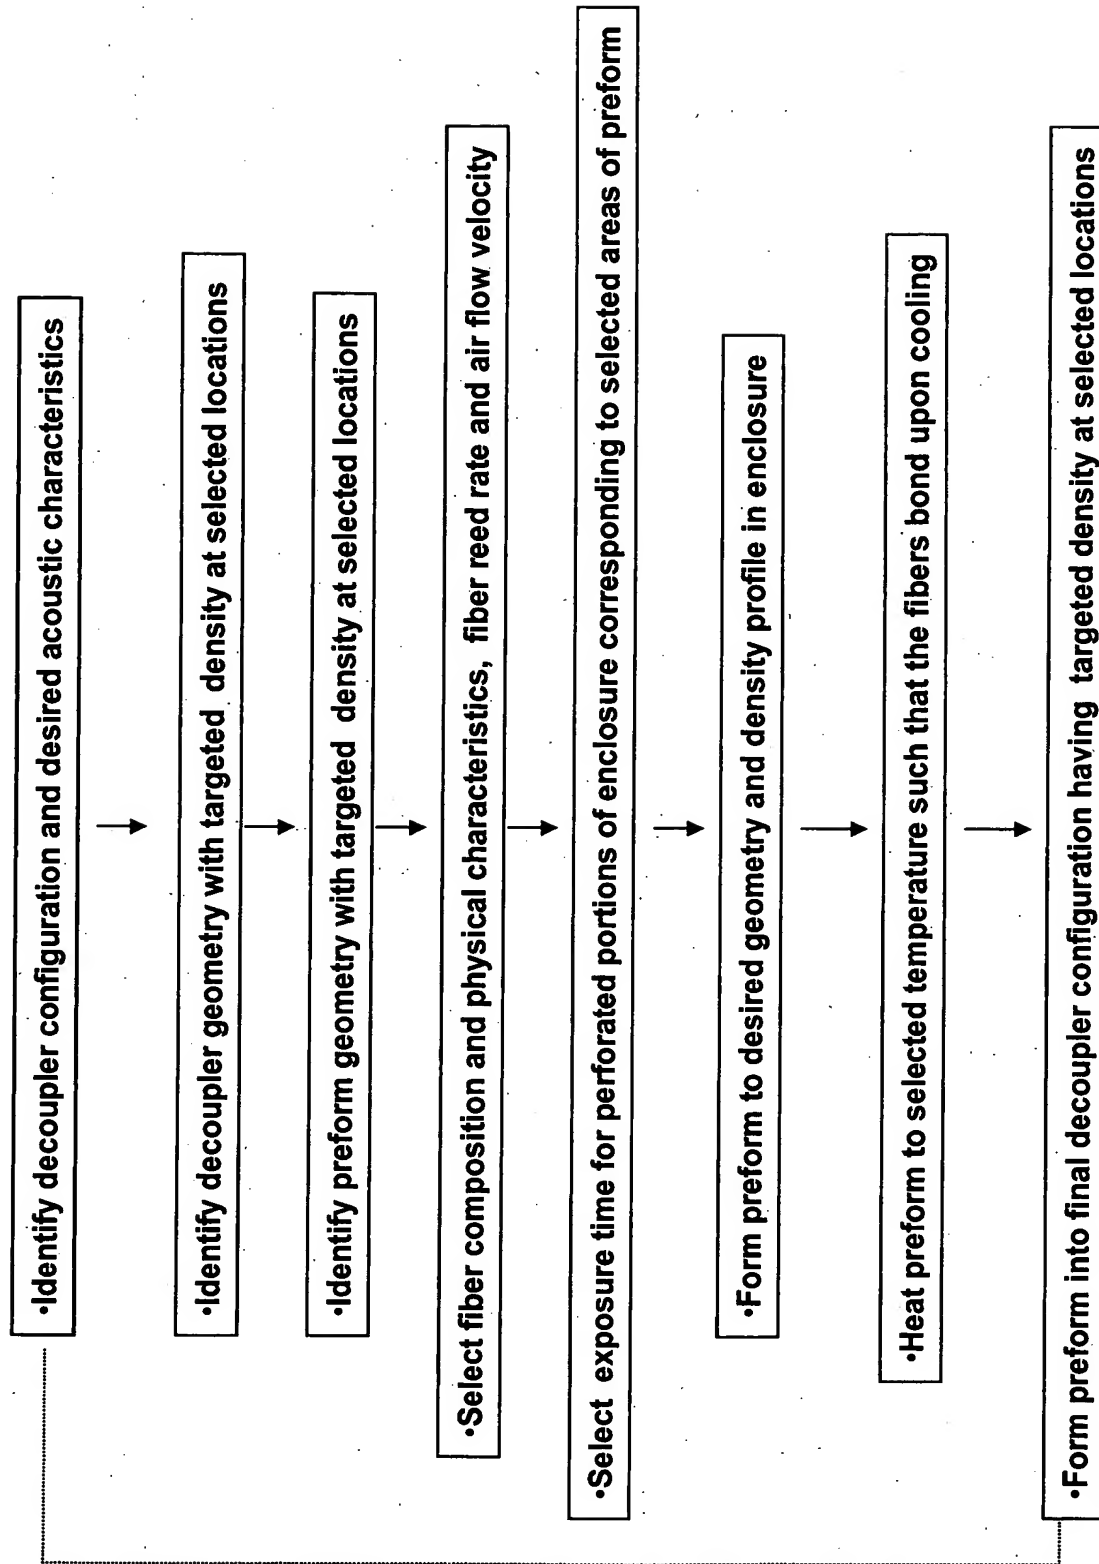 •Identify decoupler configuration and desired acoustic characteristics
•Identify decoupler geometry with targeted density at selected locations
•Identify preform geometry with targeted density at selected locations
•Select fiber composition and physical characteristics, fiber reed rate and air flow velocity
•Select exposure time for perforated portions of enclosure corresponding to selected areas of preform
•Form preform to desired geometry and density profile in enclosure
•Heat preform to selected temperature such that the fibers bond upon cooling
•Form preform into final decoupler configuration having targeted density at selected locations